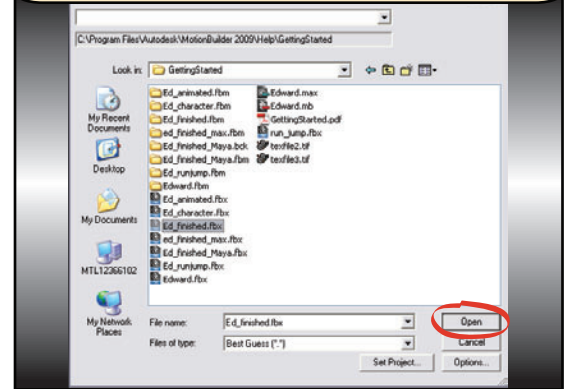 C:\Program Files\Autodesk\MotionBuilder 2009\Help\GettingStarted
Look in: GettingStarted
My Recent Documents
Desktop
My Documents
MTL12366102
My Network Places
Ed_animated.fbm
Ed_character.fbm
Ed_finished.fbm
ed_finished_max.fbm
Ed_finished_Maya.bck
Ed_finished_Maya.fbm
Ed_runjump.fbm
Edward.fbm
Ed_animated.fbx
Ed_character.fbx
Ed_finished.fbx
ed_finished_max.fbx
Ed_finished_Maya.fbx
Ed_runjump.fbx
Edward.fbx
Edward.max
Edward.mb
GettingStarted.pdf
run_jump.fbx
texfile2.tif
texfile3.tif
File name: Ed_finished.fbx
Open
Files of type: Best Guess ("*.*")
Cancel
Set Project...
Options...